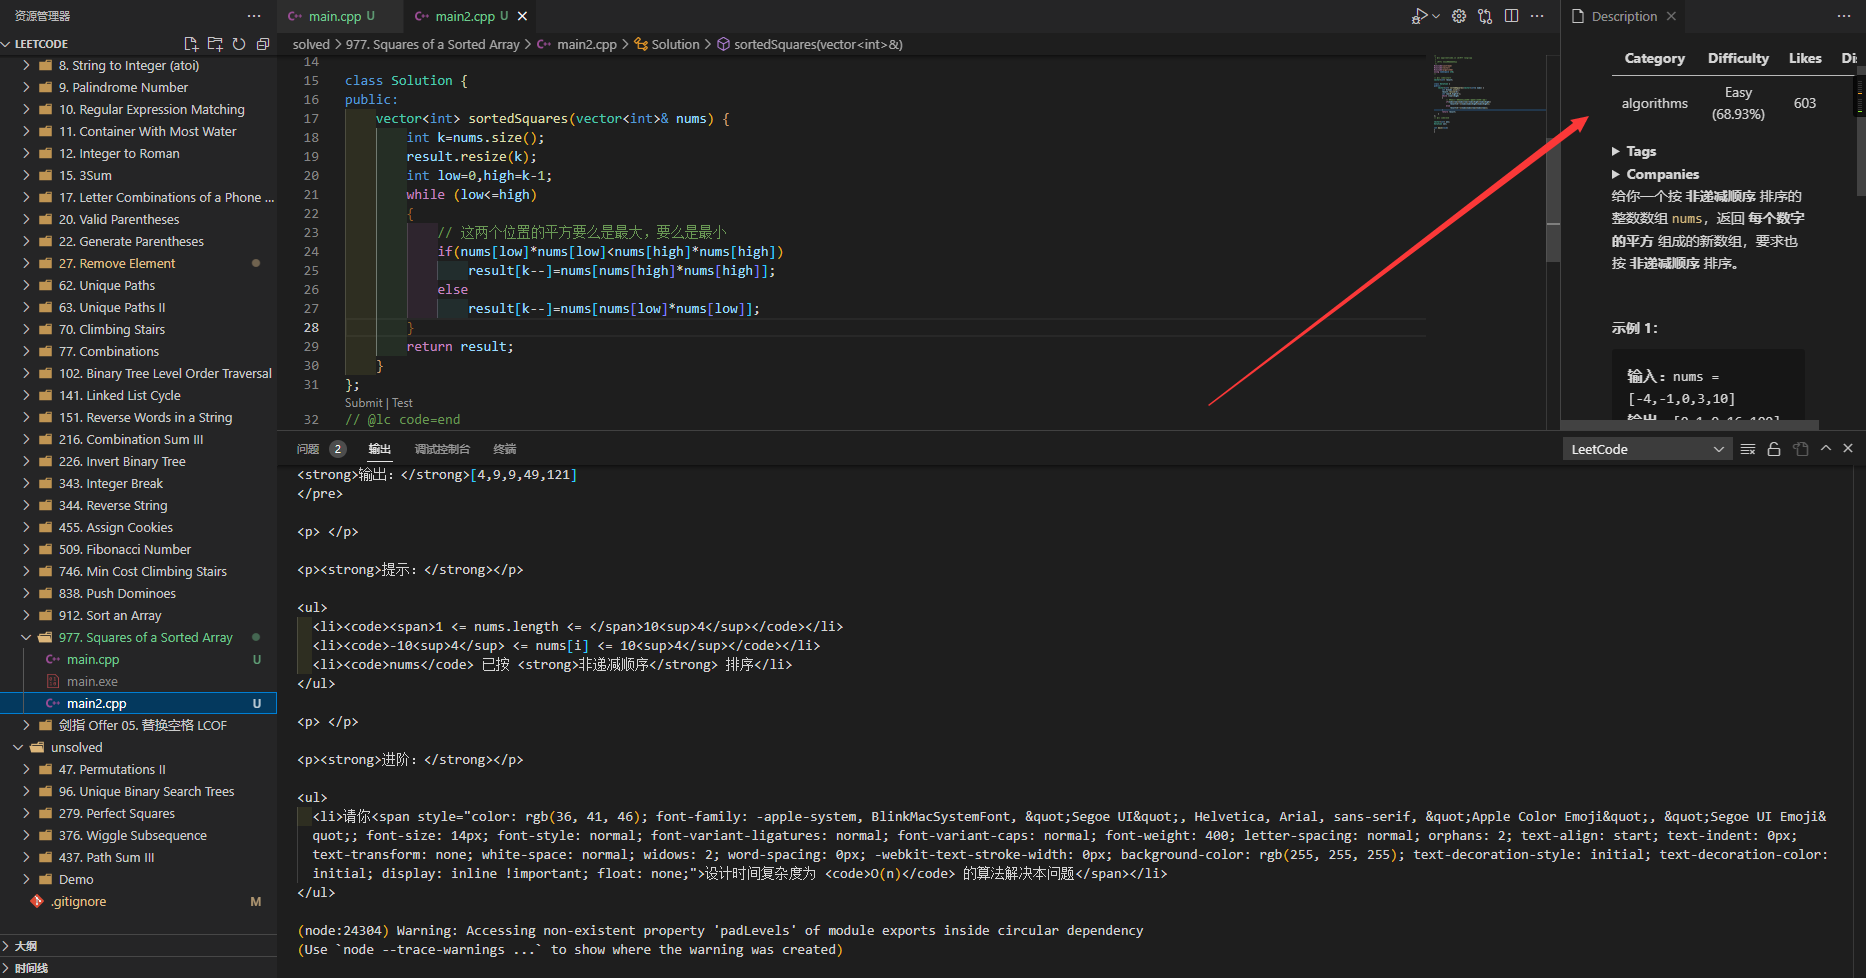 资源管理器
LEETCODE
8. String to Integer (atoi)
9. Palindrome Number
10. Regular Expression Matching
11. Container With Most Water
12. Integer to Roman
15. 3Sum
17. Letter Combinations of a Phone ...
20. Valid Parentheses
22. Generate Parentheses
27. Remove Element
62. Unique Paths
63. Unique Paths II
70. Climbing Stairs
77. Combinations
102. Binary Tree Level Order Traversal
141. Linked List Cycle
151. Reverse Words in a String
216. Combination Sum III
226. Invert Binary Tree
343. Integer Break
344. Reverse String
455. Assign Cookies
509. Fibonacci Number
746. Min Cost Climbing Stairs
838. Push Dominoes
912. Sort an Array
977. Squares of a Sorted Array
main.cpp U
main.exe
main2.cpp U
剑指 Offer 05. 替换空格 LCOF
unsolved
47. Permutations II
96. Unique Binary Search Trees
279. Perfect Squares
376. Wiggle Subsequence
437. Path Sum III
Demo
.gitignore M
大纲
时间线
main.cpp U
main2.cpp U
solved > 977. Squares of a Sorted Array > main2.cpp > Solution > sortedSquares(vector<int>&)
14
15 class Solution {
16 public:
17 vector<int> sortedSquares(vector<int>& nums) {
18 int k=nums.size();
19 result.resize(k);
20 int low=0,high=k-1;
21 while (low<=high)
22 {
23 // 这两个位置的平方要么是最大，要么是最小
24 if(nums[low]*nums[low]<nums[high]*nums[high])
25 result[k--]=nums[nums[high]*nums[high]];
26 else
27 result[k--]=nums[nums[low]*nums[low]];
28 }
29 return result;
30 }
31 };
Submit | Test
32 // @lc code=end
Description
Category Difficulty Likes Di
algorithms Easy (68.93%) 603
Tags
Companies
给你一个按 非递减顺序 排序的
整数数组 nums，返回 每个数字
的平方 组成的新数组，要求也
按 非递减顺序 排序。
示例 1：
输入：nums =
[-4,-1,0,3,10]
输出：[0,1,9,16,100]
问题 2 输出 调试控制台 终端
LeetCode
<strong>输出：</strong>[4,9,9,49,121]
</pre>
<p> </p>
<p><strong>提示：</strong></p>
<ul>
<li><code><span>1 <= nums.length <= </span>10<sup>4</sup></code></li>
<li><code>-10<sup>4</sup> <= nums[i] <= 10<sup>4</sup></code></li>
<li><code>nums</code> 已按 <strong>非递减顺序</strong> 排序</li>
</ul>
<p> </p>
<p><strong>进阶：</strong></p>
<ul>
<li>请你<span style="color: rgb(36, 41, 46); font-family: -apple-system, BlinkMacSystemFont, &quot;Segoe UI&quot;, Helvetica, Arial, sans-serif, &quot;Apple Color Emoji&quot;, &quot;Segoe UI Emoji&
quot;; font-size: 14px; font-style: normal; font-variant-ligatures: normal; font-variant-caps: normal; font-weight: 400; letter-spacing: normal; orphans: 2; text-align: start; text-indent: 0px;
text-transform: none; white-space: normal; widows: 2; word-spacing: 0px; -webkit-text-stroke-width: 0px; background-color: rgb(255, 255, 255); text-decoration-style: initial; text-decoration-color:
initial; display: inline !important; float: none;">设计时间复杂度为 <code>O(n)</code> 的算法解决本问题</span></li>
</ul>
(node:24304) Warning: Accessing non-existent property 'padLevels' of module exports inside circular dependency
(Use `node --trace-warnings ...` to show where the warning was created)